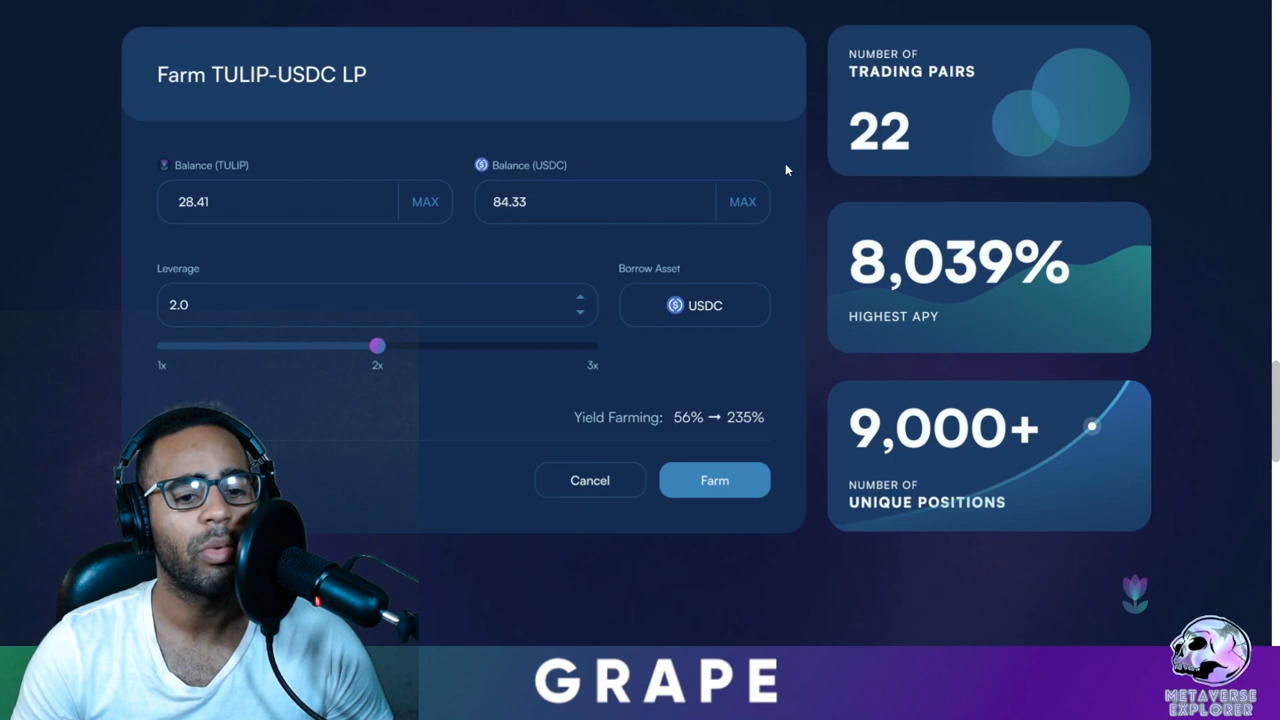 Farm TULIP-USDC LP
Balance (TULIP)
28.41
MAX
Balance (USDC)
84.33
MAX
Leverage
2.0
1x
2x
3x
Borrow Asset
USDC
Yield Farming: 56% → 235%
Cancel
Farm
NUMBER OF
TRADING PAIRS
22
8,039%
HIGHEST APY
9,000+
NUMBER OF
UNIQUE POSITIONS
GRAPE
METAVERSE
EXPLORER